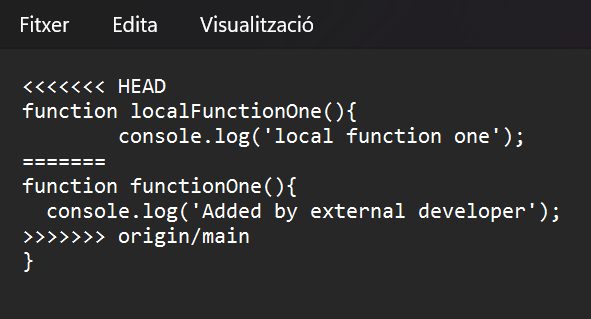 Fitxer Edita Visualització
<<<<<<< HEAD
function localFunctionOne(){
        console.log('local function one');
=======
function functionOne(){
  console.log('Added by external developer');
>>>>>>> origin/main
}